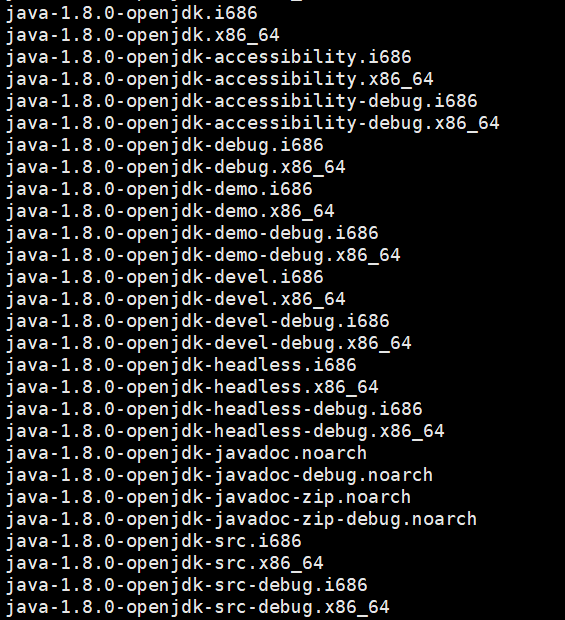 java-1.8.0-openjdk.i686
java-1.8.0-openjdk.x86_64
java-1.8.0-openjdk-accessibility.i686
java-1.8.0-openjdk-accessibility.x86_64
java-1.8.0-openjdk-accessibility-debug.i686
java-1.8.0-openjdk-accessibility-debug.x86_64
java-1.8.0-openjdk-debug.i686
java-1.8.0-openjdk-debug.x86_64
java-1.8.0-openjdk-demo.i686
java-1.8.0-openjdk-demo.x86_64
java-1.8.0-openjdk-demo-debug.i686
java-1.8.0-openjdk-demo-debug.x86_64
java-1.8.0-openjdk-devel.i686
java-1.8.0-openjdk-devel.x86_64
java-1.8.0-openjdk-devel-debug.i686
java-1.8.0-openjdk-devel-debug.x86_64
java-1.8.0-openjdk-headless.i686
java-1.8.0-openjdk-headless.x86_64
java-1.8.0-openjdk-headless-debug.i686
java-1.8.0-openjdk-headless-debug.x86_64
java-1.8.0-openjdk-javadoc.noarch
java-1.8.0-openjdk-javadoc-debug.noarch
java-1.8.0-openjdk-javadoc-zip.noarch
java-1.8.0-openjdk-javadoc-zip-debug.noarch
java-1.8.0-openjdk-src.i686
java-1.8.0-openjdk-src.x86_64
java-1.8.0-openjdk-src-debug.i686
java-1.8.0-openjdk-src-debug.x86_64